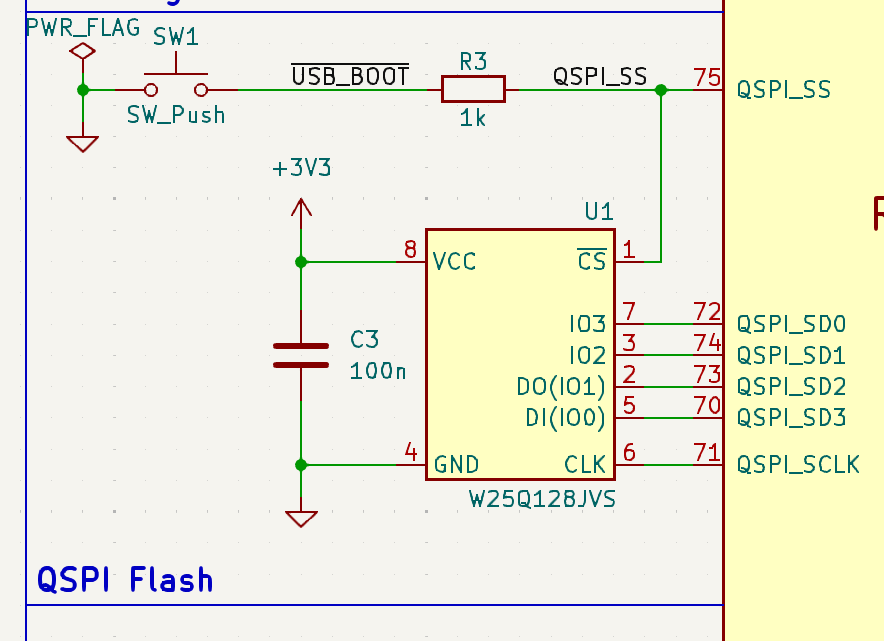 PWR_FLAG
SW1
SW_Push
USB_BOOT
R3
1k
QSPI_SS
75 QSPI_SS
+3V3
U1
8 VCC
CS 1
C3
100n
IO3 7 72 QSPI_SD0
IO2 3 74 QSPI_SD1
DO(IO1) 2 73 QSPI_SD2
DI(IO0) 5 70 QSPI_SD3
4 GND
CLK 6 71 QSPI_SCLK
W25Q128JVS
QSPI Flash